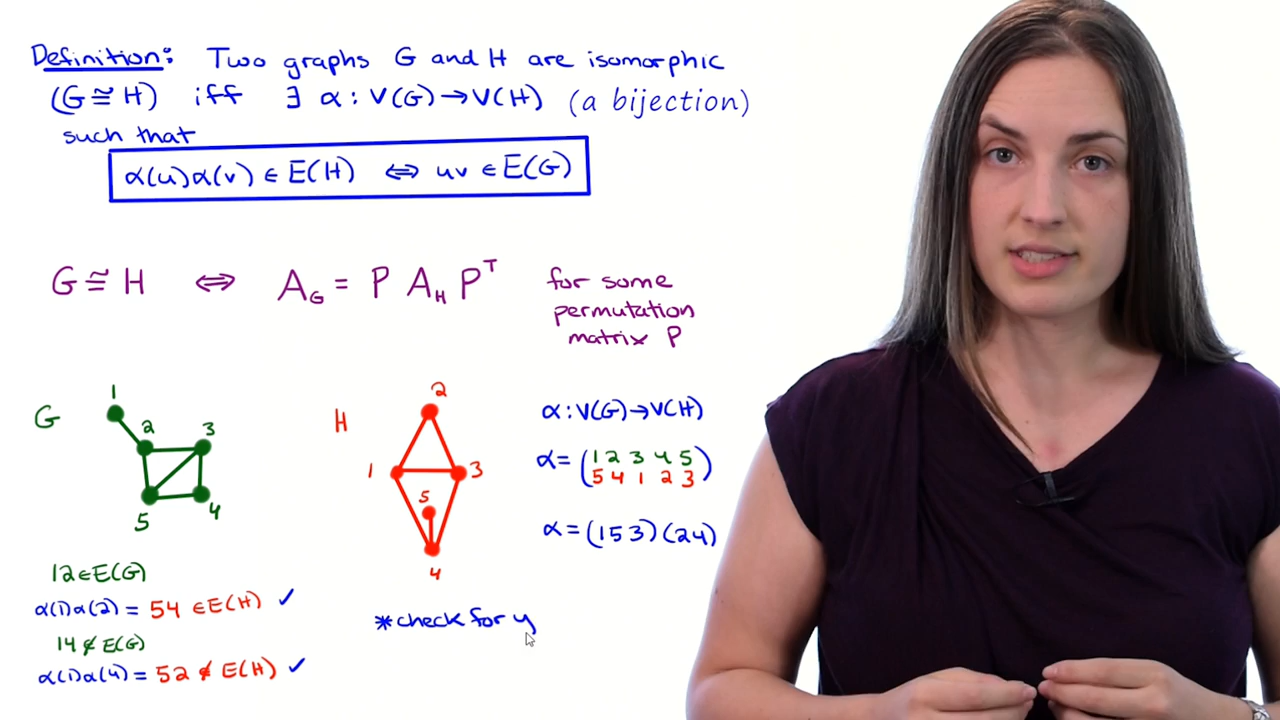 Definition: Two graphs G and H are isomorphic
(G ≅ H) iff ∃ α : V(G) → V(H) (a bijection)
such that
α(u)α(v) ∈ E(H) ⇔ uv ∈ E(G)
G ≅ H ⇔ A_G = P A_H P^T for some
permutation
matrix P
G
1
2
3
5
4
H
2
1
3
5
4
α : V(G) → V(H)
α = (1 2 3 4 5
5 4 1 2 3)
α = (153)(24)
12 ∈ E(G)
α(1)α(2) = 54 ∈ E(H) ✓
14 ∉ E(G)
α(1)α(4) = 52 ∉ E(H) ✓
*check for y